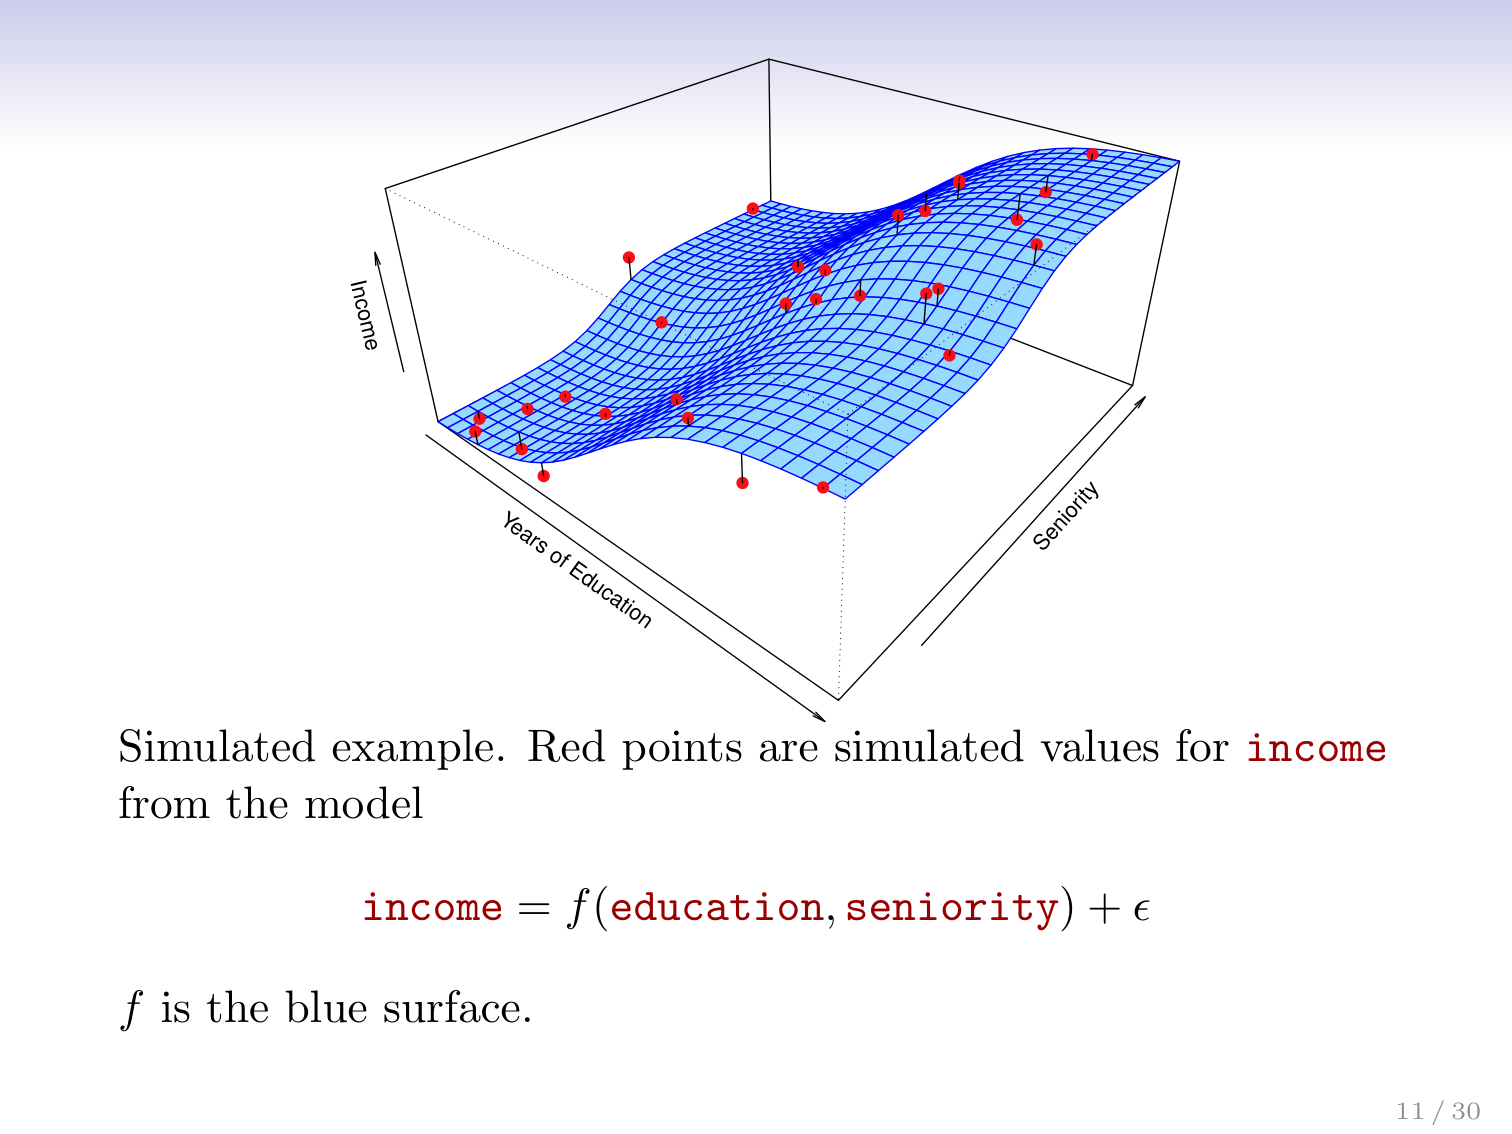 Income
Years of Education
Seniority
Simulated example. Red points are simulated values for income
from the model
income = f(education, seniority) + ϵ
f is the blue surface.
11 / 30